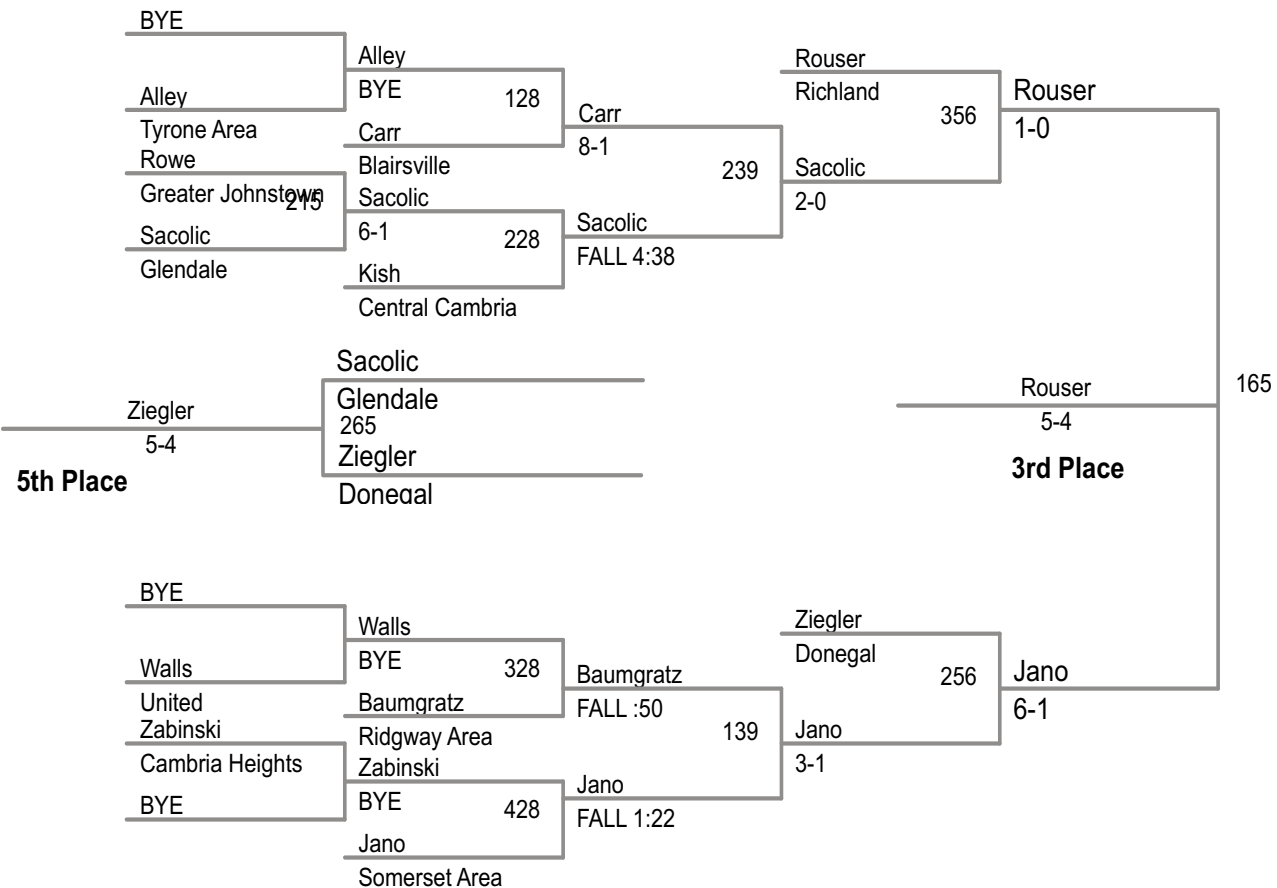 BYE
Alley
Tyrone Area
Rowe
Greater Johnstown
215
Sacolic
Glendale
Alley
BYE
128
Carr
Blairsville
Sacolic
6-1
228
Kish
Central Cambria
Carr
8-1
239
Sacolic
FALL 4:38
Rouser
Richland
356
Sacolic
2-0
Rouser
1-0
Sacolic
Glendale
265
Ziegler
Donegal
Ziegler
5-4
5th Place
Rouser
5-4
3rd Place
165
BYE
Walls
United
Zabinski
Cambria Heights
BYE
Walls
BYE
328
Baumgratz
Ridgway Area
Zabinski
BYE
428
Jano
Somerset Area
Baumgratz
FALL :50
139
Jano
FALL 1:22
Ziegler
Donegal
256
Jano
3-1
Jano
6-1